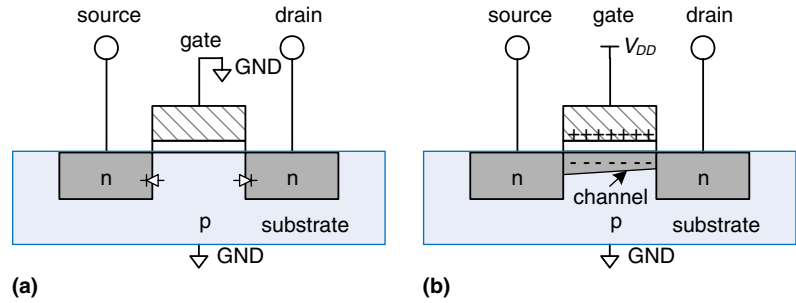 source
drain
gate
GND
n
n
p
substrate
GND
(a)
source
gate
drain
V_DD
+++++++
-------
n
n
channel
p
substrate
GND
(b)